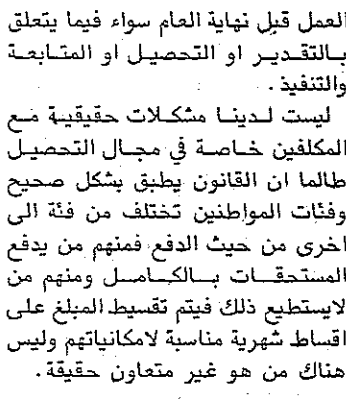 العمل قبل نهاية العام سواء فيما يتعلق
بالتقدير او التحصيل او المتابعة
والتنفيذ.
ليست لدينا مشكلات حقيقية مع
المكلفين خاصة في مجال التحصيل
طالما ان القانون يطبق بشكل صحيح
وفئات المواطنين تختلف من فئة الى
اخرى من حيث الدفع فمنهم من يدفع
المستحقات بالكامل ومنهم من
لايستطيع ذلك فيتم تقسيط المبلغ على
اقساط شهرية مناسبة لامكانياتهم وليس
هناك من هو غير متعاون حقيقة.